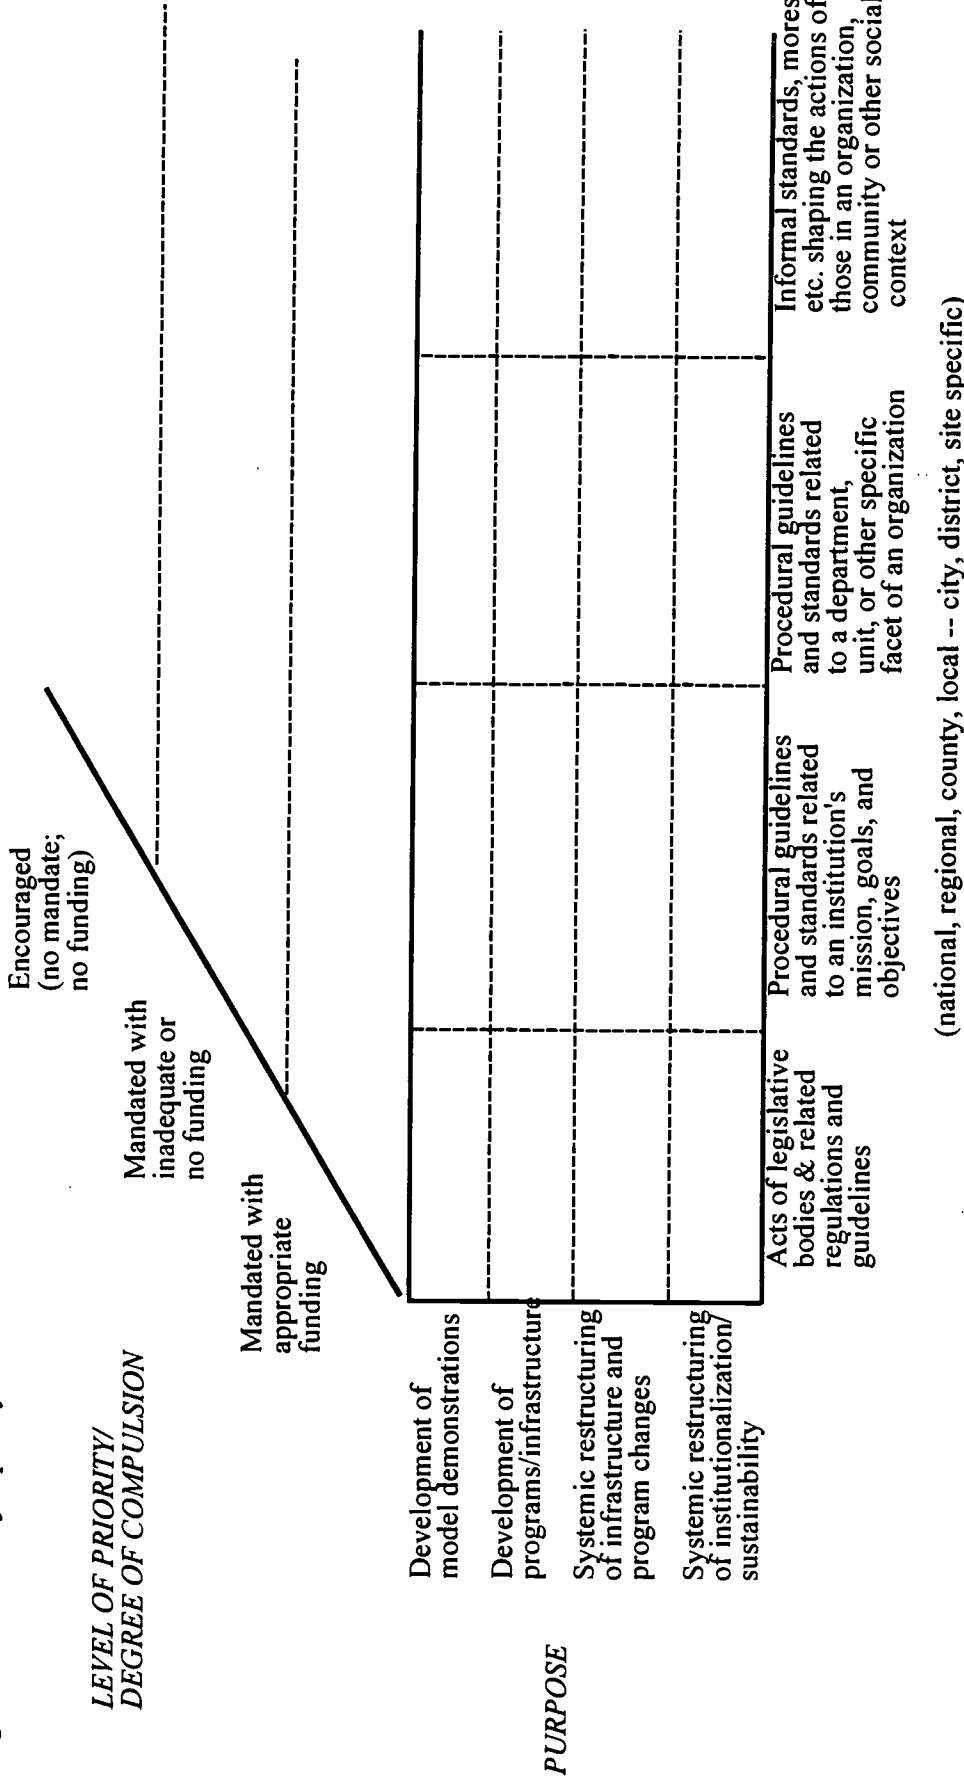 LEVEL OF PRIORITY/
DEGREE OF COMPULSION
Encouraged
(no mandate;
no funding)
Mandated with
inadequate or
no funding
Mandated with
appropriate
funding
PURPOSE
Development of
model demonstrations
Development of
programs/infrastructure
Systemic restructuring
of infrastructure and
program changes
Systemic restructuring
of institutionalization/
sustainability
Acts of legislative
bodies & related
regulations and
guidelines
Procedural guidelines
and standards related
to an institution's
mission, goals, and
objectives
Procedural guidelines
and standards related
to a department,
unit, or other specific
facet of an organization
Informal standards, mores
etc. shaping the actions of
those in an organization,
community or other social
context
(national, regional, county, local -- city, district, site specific)